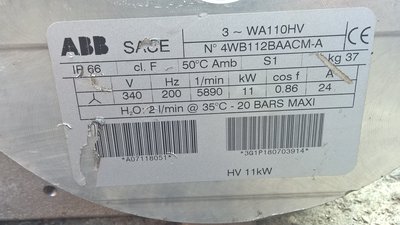 ABB SACE 3 ~ WA110HV
N° 4WB112BAACM-A
IP 66 cl. F 50°C Amb S1 kg 37
V Hz 1/min kW cos f A
340 200 5890 11 0.86 24
H2O: 2 l/min @ 35°C - 20 BARS MAXI
*A07118051* *3G1P180703914*
HV 11kW